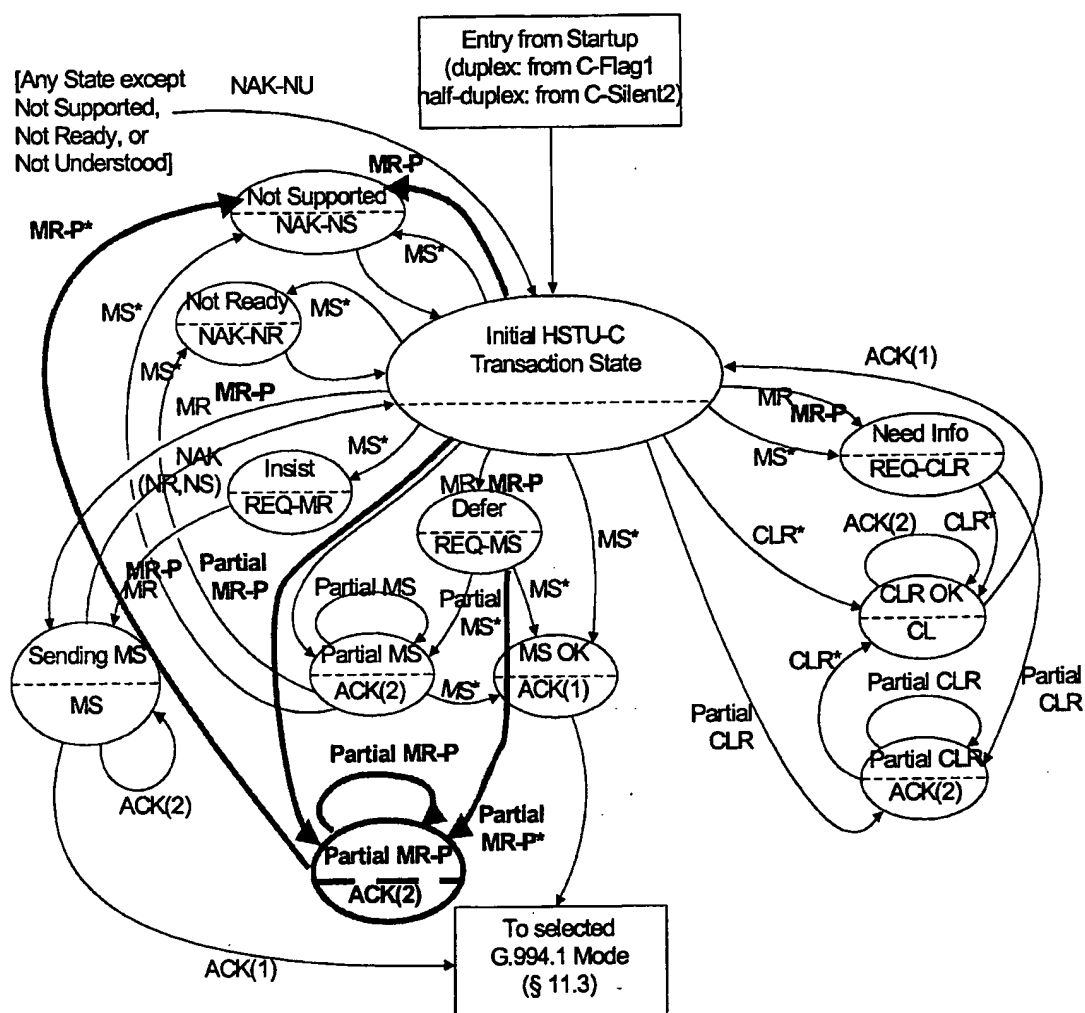 Entry from Startup
(duplex: from C-Flag1
half-duplex: from C-Silent2)
[Any State except
Not Supported,
Not Ready, or
Not Understood]
NAK-NU
MR-P
Not Supported
NAK-NS
MR-P*
MS*
MS*
Not Ready
NAK-NR
MS*
MS*
Initial HSTU-C
Transaction State
ACK(1)
MR MR-P
MR
MR-P
Need Info
REQ-CLR
MS*
NAK
(NR,NS)
Insist
REQ-MR
MS*
MR MR-P
Defer
REQ-MS
MS*
CLR*
ACK(2)
CLR*
MR-P
MR
Partial
MR-P
Partial MS
Partial
MS*
MS*
CLR OK
CL
Sending MS
MS
Partial MS
ACK(2)
MS*
MS OK
ACK(1)
CLR*
Partial CLR
Partial
CLR
Partial
CLR
Partial CLR
ACK(2)
ACK(2)
Partial MR-P
Partial
MR-P*
Partial MR-P
ACK(2)
ACK(1)
To selected
G.994.1 Mode
(§ 11.3)